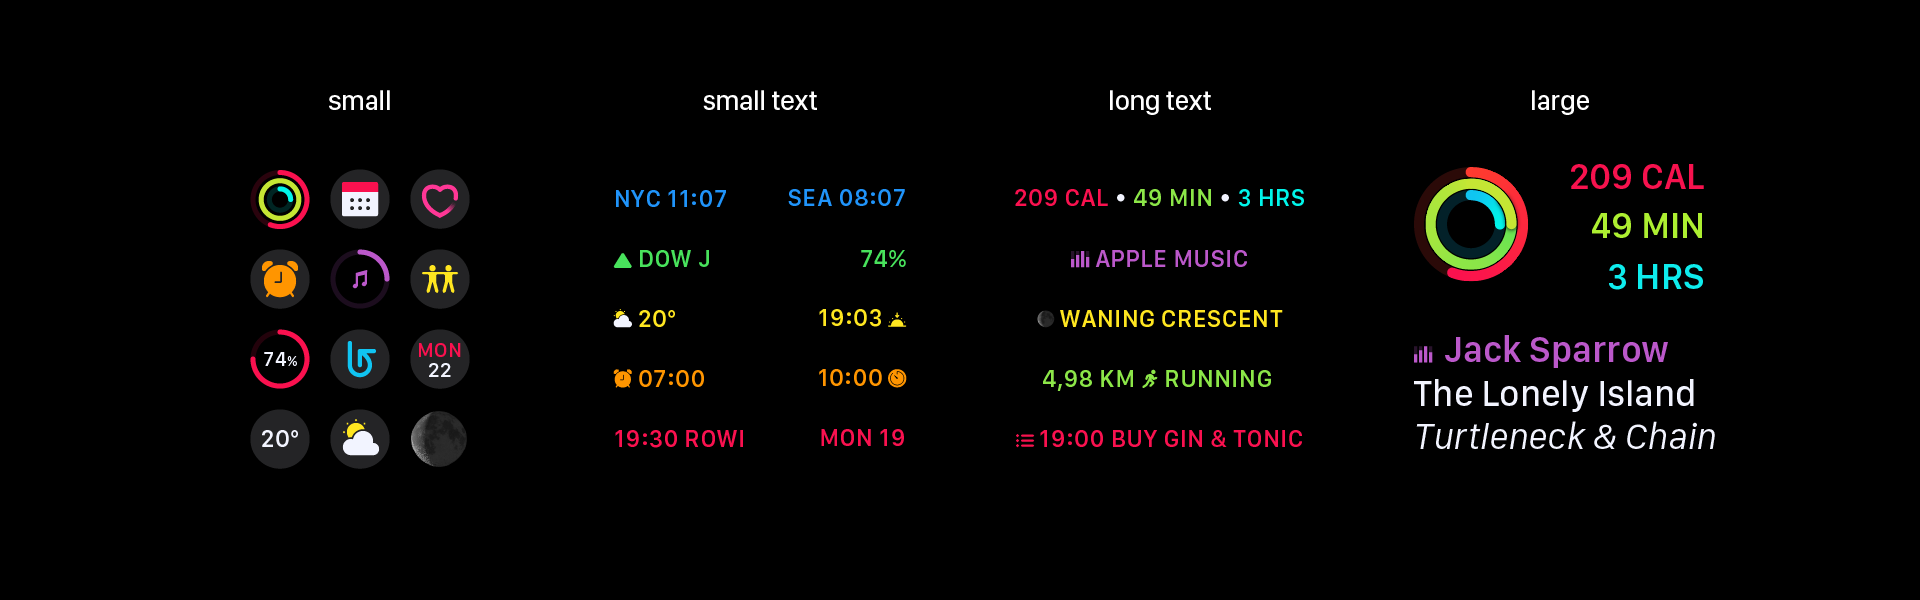 small
74%
MON
22
20°
small text
NYC 11:07
SEA 08:07
DOW J
74%
20°
19:03
07:00
10:00
19:30 ROWI
MON 19
long text
209 CAL • 49 MIN • 3 HRS
APPLE MUSIC
WANING CRESCENT
4,98 KM RUNNING
19:00 BUY GIN & TONIC
large
209 CAL
49 MIN
3 HRS
Jack Sparrow
The Lonely Island
Turtleneck & Chain